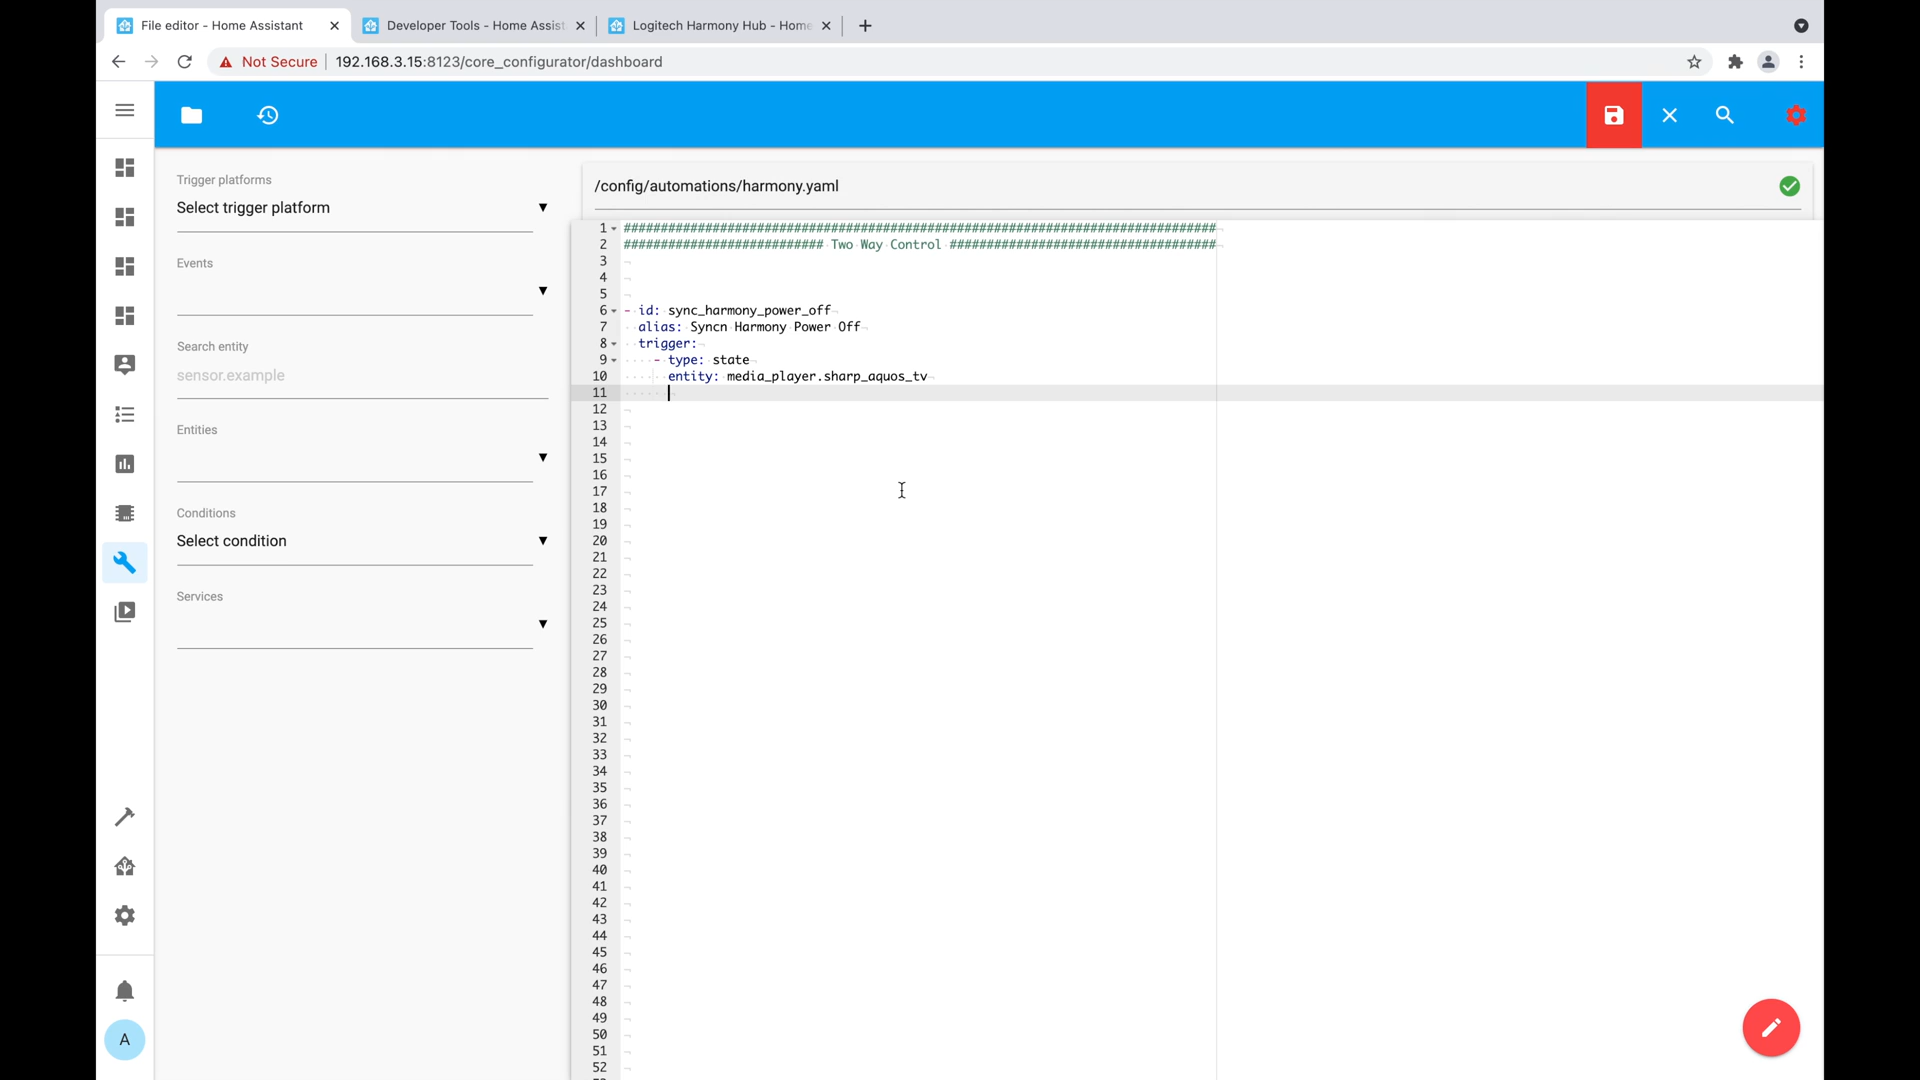 File editor - Home Assistant
Developer Tools - Home Assist
Logitech Harmony Hub - Home
Not Secure
192.168.3.15:8123/core_configurator/dashboard
Trigger platforms
Select trigger platform
Events
Search entity
sensor.example
Entities
Conditions
Select condition
Services
A
/config/automations/harmony.yaml
1 ################################################################################
2 ########################### Two Way Control ####################################
3
4
5
6 - id: sync_harmony_power_off
7 alias: Syncn Harmony Power Off
8 trigger:
9 - type: state
10 entity: media_player.sharp_aquos_tv
11
12
13
14
15
16
17
18
19
20
21
22
23
24
25
26
27
28
29
30
31
32
33
34
35
36
37
38
39
40
41
42
43
44
45
46
47
48
49
50
51
52